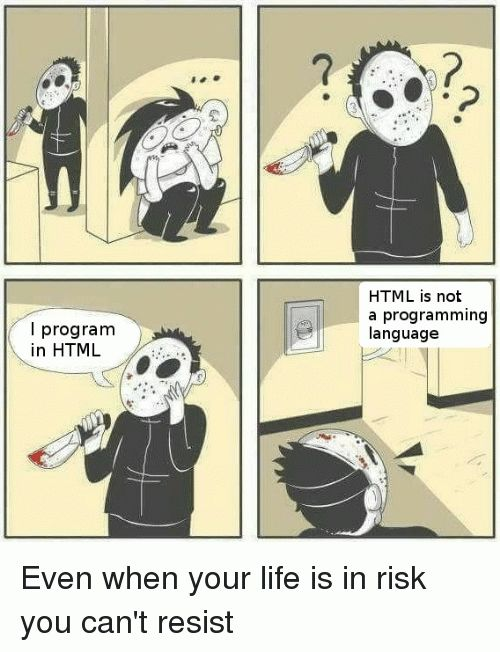 ? ? ?
I program
in HTML
HTML is not
a programming
language
Even when your life is in risk
you can't resist